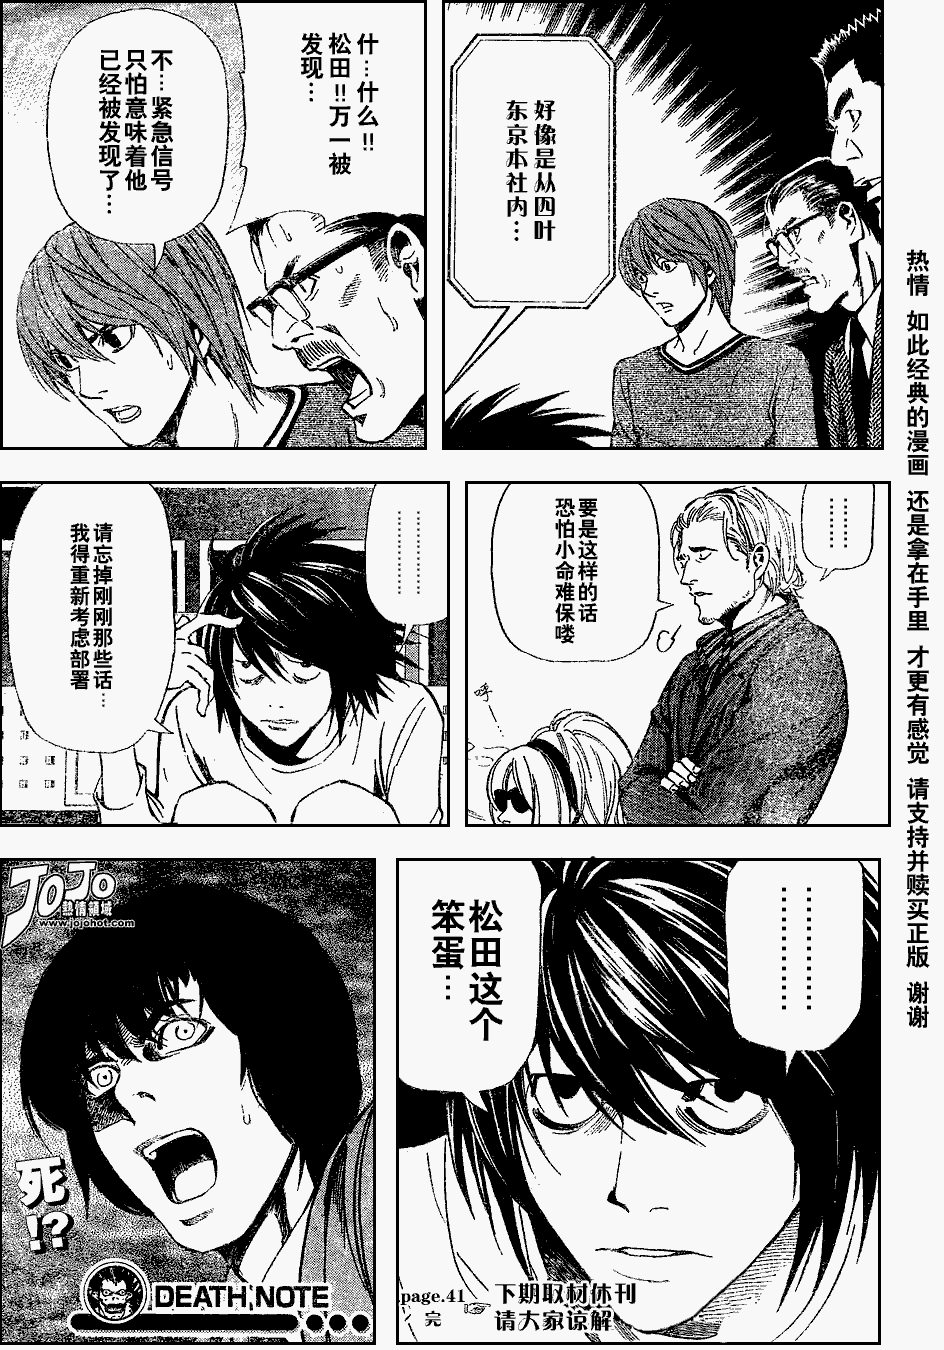 好像是从四叶
东京本社内…
什…什么!!
松田!!万一被
发现…
不…紧急信号
只怕意味着他
已经被发现了…
………
要是这样的话
恐怕小命难保喽
呼…
…………
…………
请忘掉刚刚那些话…
我得重新考虑部署
…………
…………
松田这个
笨蛋…
page.41
完
下期取材休刊
请大家谅解
JOJO
熱情領域
www.jojohot.com
死!?
DEATH NOTE
热情 如此经典的漫画 还是拿在手里 才更有感觉 请支持并赎买正版 谢谢